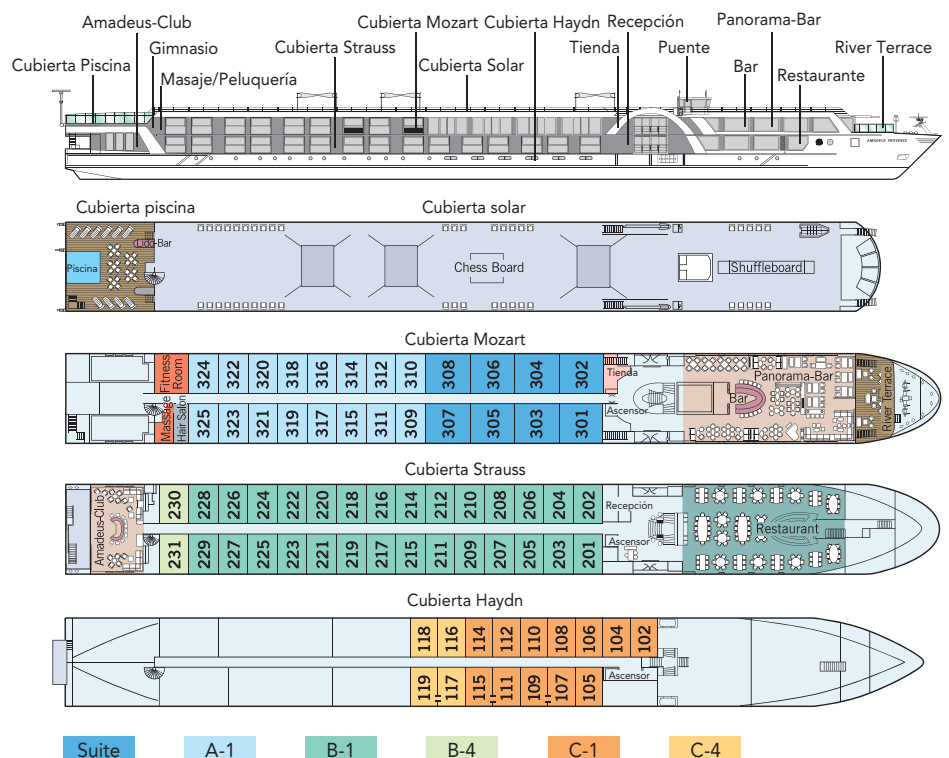 Amadeus-Club
Cubierta Mozart
Cubierta Haydn
Recepción
Panorama-Bar
Gimnasio
Cubierta Strauss
Tienda
Puente
River Terrace
Cubierta Piscina
Masaje/Peluquería
Cubierta Solar
Bar
Restaurante
AMADEUS PROVENCE
Cubierta piscina
Cubierta solar
Lido-Bar
Piscina
Chess Board
Shuffleboard
Cubierta Mozart
Fitness
Room
324 322 320 318 316 314 312 310 308 306 304 302
Tienda
Panorama-Bar
Bar
River Terrace
Ascensor
Massage
Hair Salon
325 323 321 319 317 315 311 309 307 305 303 301
Cubierta Strauss
Amadeus-Club
230 228 226 224 222 220 218 216 214 212 210 208 206 204 202
Recepción
Restaurant
Ascensor
231 229 227 225 223 221 219 217 215 211 209 207 205 203 201
Cubierta Haydn
118 116 114 112 110 108 106 104 102
119 117 115 111 109 107 105
Ascensor
Suite
A-1
B-1
B-4
C-1
C-4